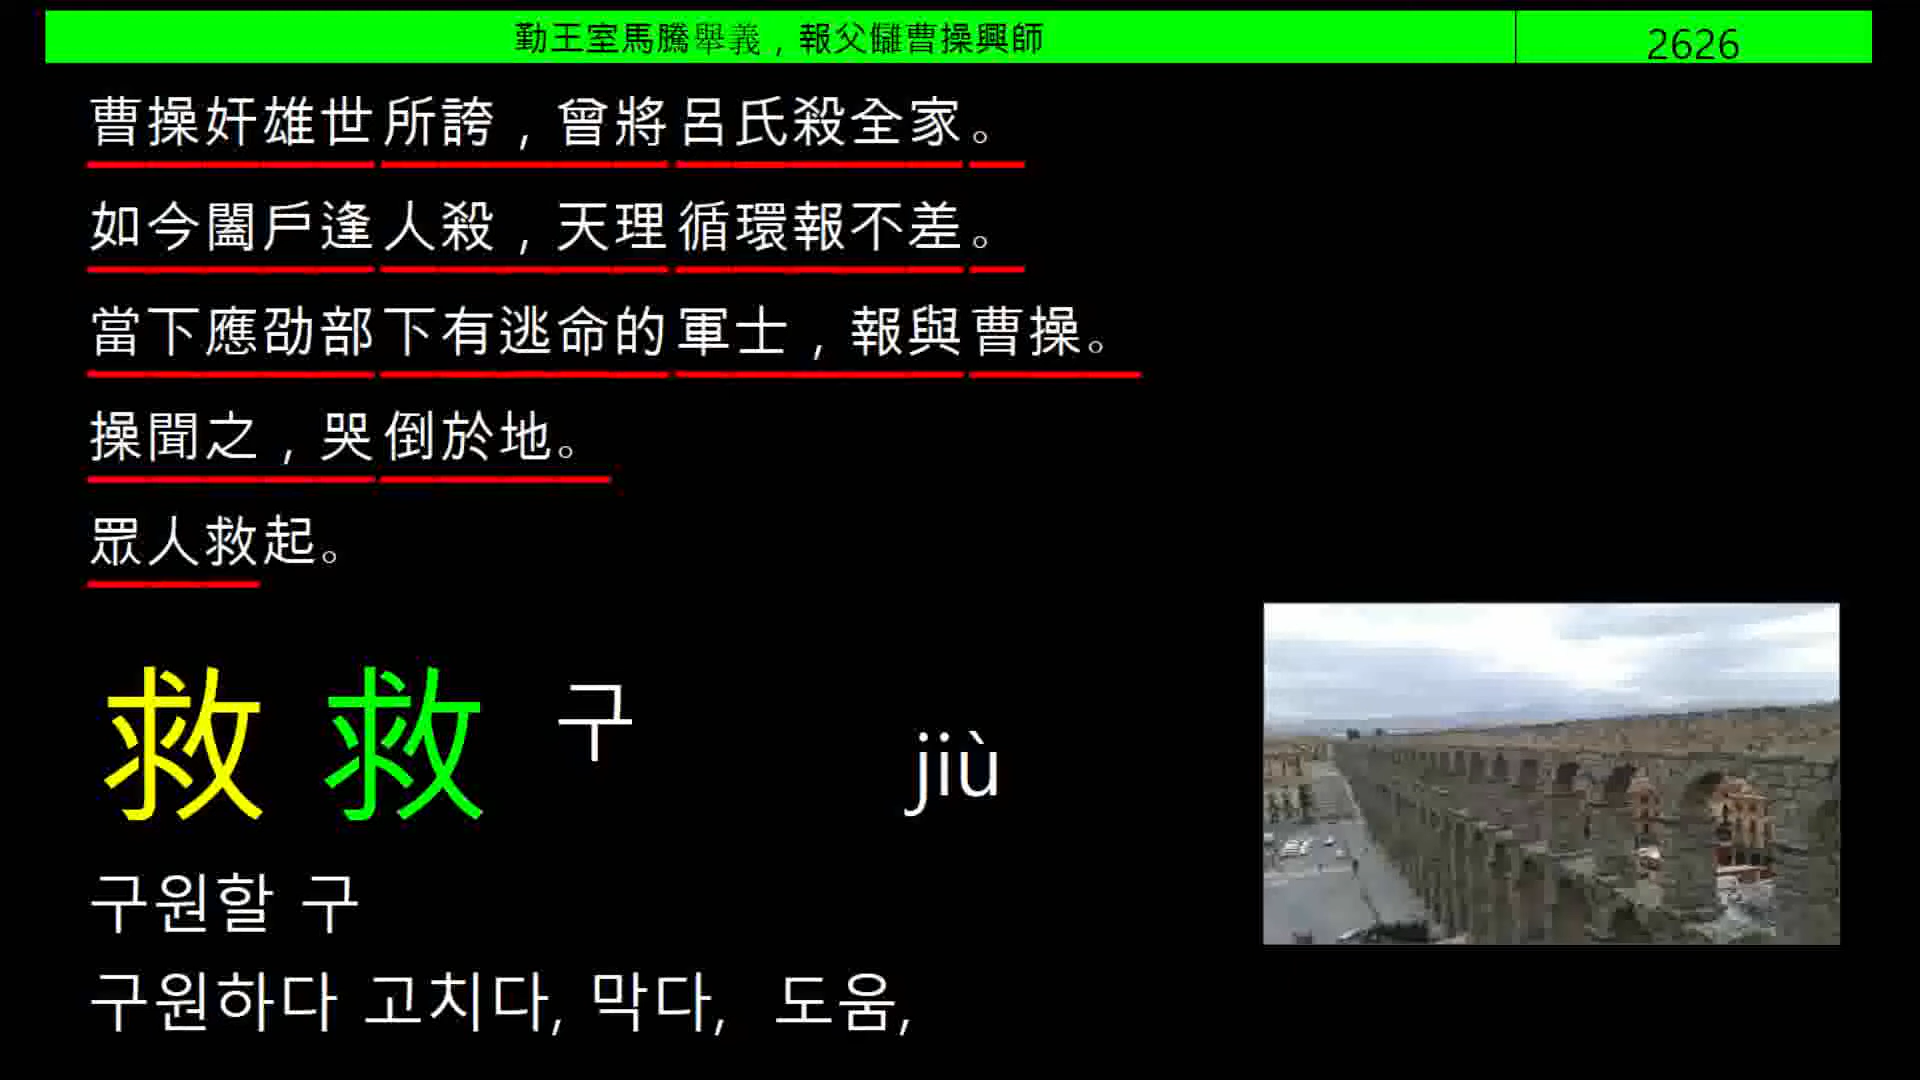 勤王室馬騰舉義，報父讎曹操興師
2626
曹操奸雄世所誇，曾將呂氏殺全家。
如今闔戶逢人殺，天理循環報不差。
當下應劭部下有逃命的軍士，報與曹操。
操聞之，哭倒於地。
眾人救起。
救 救 구 jiù
구원할 구
구원하다 고치다, 막다, 도움,